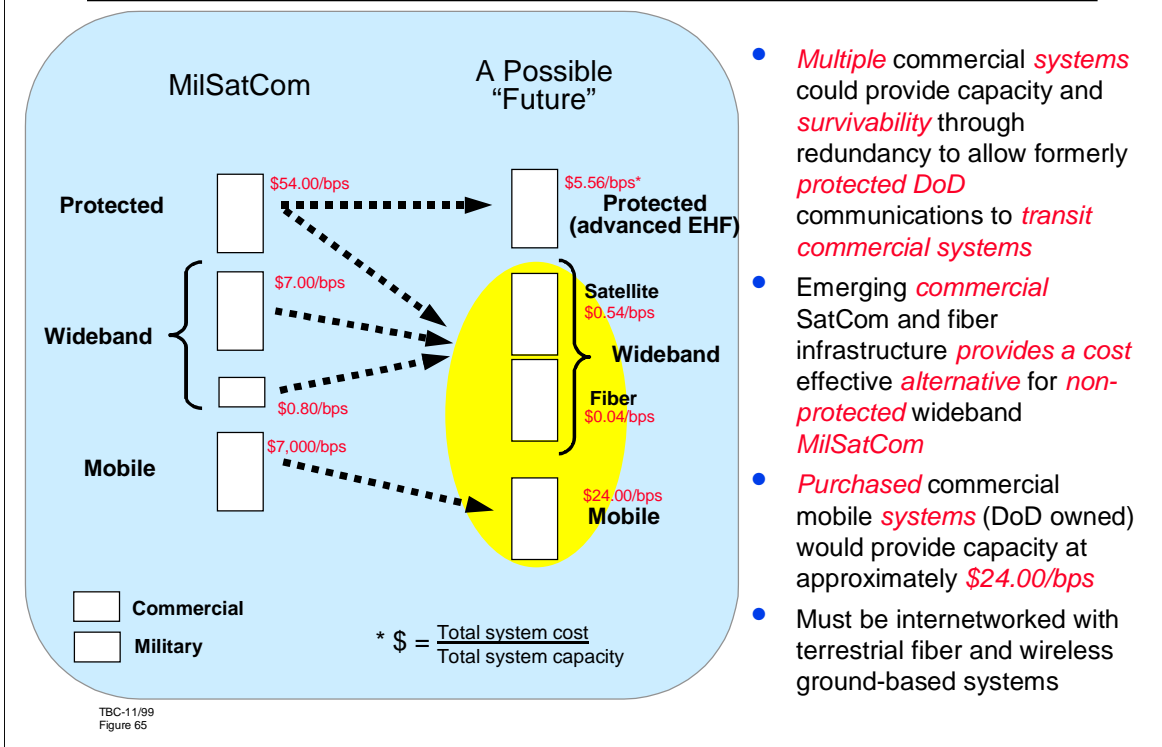 MilSatCom
A Possible
“Future”
Protected
$54.00/bps
$5.56/bps*
Protected
(advanced EHF)
Wideband
$7.00/bps
$0.80/bps
Satellite
$0.54/bps
Wideband
Fiber
$0.04/bps
Mobile
$7,000/bps
$24.00/bps
Mobile
Commercial
Military
* $ = Total system cost
Total system capacity
• Multiple commercial systems
could provide capacity and
survivability through
redundancy to allow formerly
protected DoD
communications to transit
commercial systems
• Emerging commercial
SatCom and fiber
infrastructure provides a cost
effective alternative for non-
protected wideband
MilSatCom
• Purchased commercial
mobile systems (DoD owned)
would provide capacity at
approximately $24.00/bps
• Must be internetworked with
terrestrial fiber and wireless
ground-based systems
TBC-11/99
Figure 65